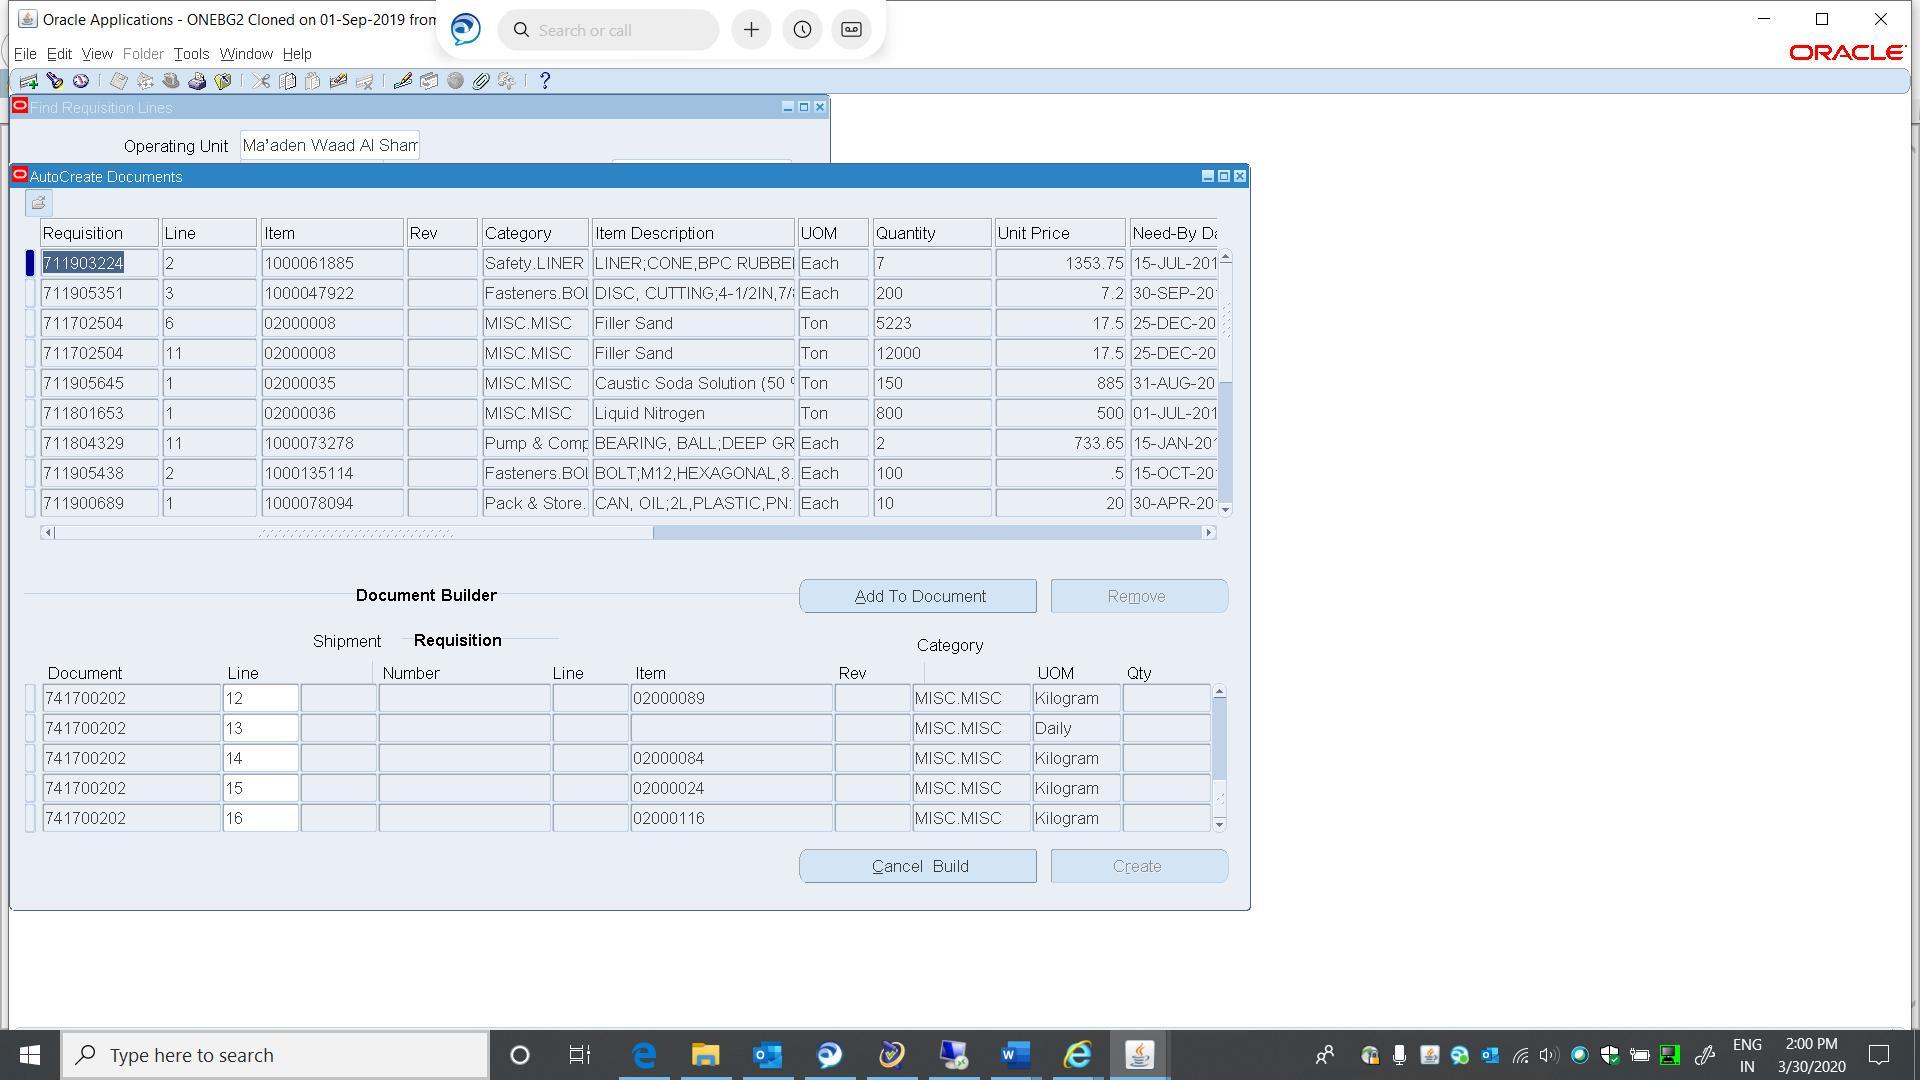 Oracle Applications - ONEBG2 Cloned on 01-Sep-2019 from
Search or call
File Edit View Folder Tools Window Help
ORACLE
Find Requisition Lines
Operating Unit Ma'aden Waad Al Sham
AutoCreate Documents
Requisition Line Item Rev Category Item Description UOM Quantity Unit Price Need-By Da
711903224 2 1000061885 Safety.LINER LINER;CONE,BPC RUBBE Each 7 1353.75 15-JUL-201
711905351 3 1000047922 Fasteners.BOL DISC, CUTTING;4-1/2IN,7/8 Each 200 7.2 30-SEP-20
711702504 6 02000008 MISC.MISC Filler Sand Ton 5223 17.5 25-DEC-20
711702504 11 02000008 MISC.MISC Filler Sand Ton 12000 17.5 25-DEC-20
711905645 1 02000035 MISC.MISC Caustic Soda Solution (50 % Ton 150 885 31-AUG-20
711801653 1 02000036 MISC.MISC Liquid Nitrogen Ton 800 500 01-JUL-201
711804329 11 1000073278 Pump & Comp BEARING, BALL;DEEP GR Each 2 733.65 15-JAN-201
711905438 2 1000135114 Fasteners.BOL BOLT;M12,HEXAGONAL,8. Each 100 .5 15-OCT-20
711900689 1 1000078094 Pack & Store. CAN, OIL;2L,PLASTIC,PN: Each 10 20 30-APR-20
Document Builder Add To Document Remove
Shipment Requisition Category
Document Line Number Line Item Rev UOM Qty
741700202 12 02000089 MISC.MISC Kilogram
741700202 13 MISC.MISC Daily
741700202 14 02000084 MISC.MISC Kilogram
741700202 15 02000024 MISC.MISC Kilogram
741700202 16 02000116 MISC.MISC Kilogram
Cancel Build Create
Type here to search
ENG
IN
2:00 PM
3/30/2020